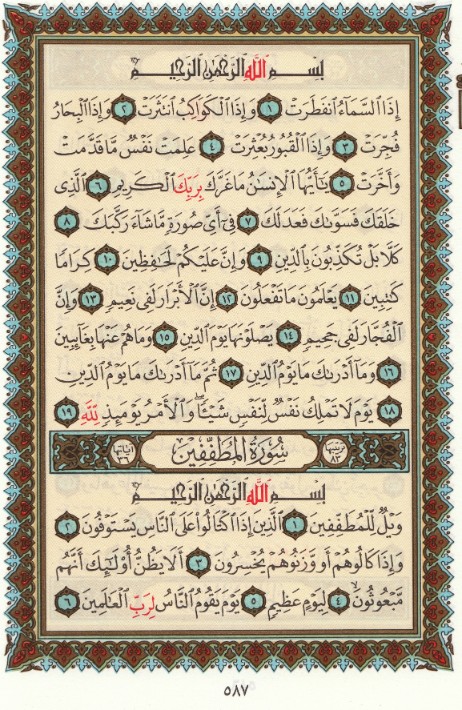 بِسْمِ ٱللَّهِ ٱلرَّحْمَٰنِ ٱلرَّحِيمِ
إِذَا ٱلسَّمَآءُ ٱنفَطَرَتْ ١ وَإِذَا ٱلْكَوَاكِبُ ٱنتَثَرَتْ ٢ وَإِذَا ٱلْبِحَارُ
فُجِّرَتْ ٣ وَإِذَا ٱلْقُبُورُ بُعْثِرَتْ ٤ عَلِمَتْ نَفْسٌ مَّا قَدَّمَتْ
وَأَخَّرَتْ ٥ يَٰٓأَيُّهَا ٱلْإِنسَٰنُ مَا غَرَّكَ بِرَبِّكَ ٱلْكَرِيمِ ٦ ٱلَّذِى
خَلَقَكَ فَسَوَّىٰكَ فَعَدَلَكَ ٧ فِىٓ أَىِّ صُورَةٍ مَّا شَآءَ رَكَّبَكَ ٨
كَلَّا بَلْ تُكَذِّبُونَ بِٱلدِّينِ ٩ وَإِنَّ عَلَيْكُمْ لَحَٰفِظِينَ ١٠ كِرَامًا
كَٰتِبِينَ ١١ يَعْلَمُونَ مَا تَفْعَلُونَ ١٢ إِنَّ ٱلْأَبْرَارَ لَفِى نَعِيمٍ ١٣ وَإِنَّ
ٱلْفُجَّارَ لَفِى جَحِيمٍ ١٤ يَصْلَوْنَهَا يَوْمَ ٱلدِّينِ ١٥ وَمَا هُمْ عَنْهَا بِغَآئِبِينَ
١٦ وَمَآ أَدْرَىٰكَ مَا يَوْمُ ٱلدِّينِ ١٧ ثُمَّ مَآ أَدْرَىٰكَ مَا يَوْمُ ٱلدِّينِ
١٨ يَوْمَ لَا تَمْلِكُ نَفْسٌ لِّنَفْسٍ شَيْـًٔا ۖ وَٱلْأَمْرُ يَوْمَئِذٍ لِّلَّهِ ١٩
ترتيبها ٨٣ سُورَةُ الْمُطَفِّفِينَ آياتها ٣٦
بِسْمِ ٱللَّهِ ٱلرَّحْمَٰنِ ٱلرَّحِيمِ
وَيْلٌ لِّلْمُطَفِّفِينَ ١ ٱلَّذِينَ إِذَا ٱكْتَالُوا۟ عَلَى ٱلنَّاسِ يَسْتَوْفُونَ ٢
وَإِذَا كَالُوهُمْ أَو وَّزَنُوهُمْ يُخْسِرُونَ ٣ أَلَا يَظُنُّ أُو۟لَٰٓئِكَ أَنَّهُم
مَّبْعُوثُونَ ٤ لِيَوْمٍ عَظِيمٍ ٥ يَوْمَ يَقُومُ ٱلنَّاسُ لِرَبِّ ٱلْعَٰلَمِينَ ٦
٥٨٧